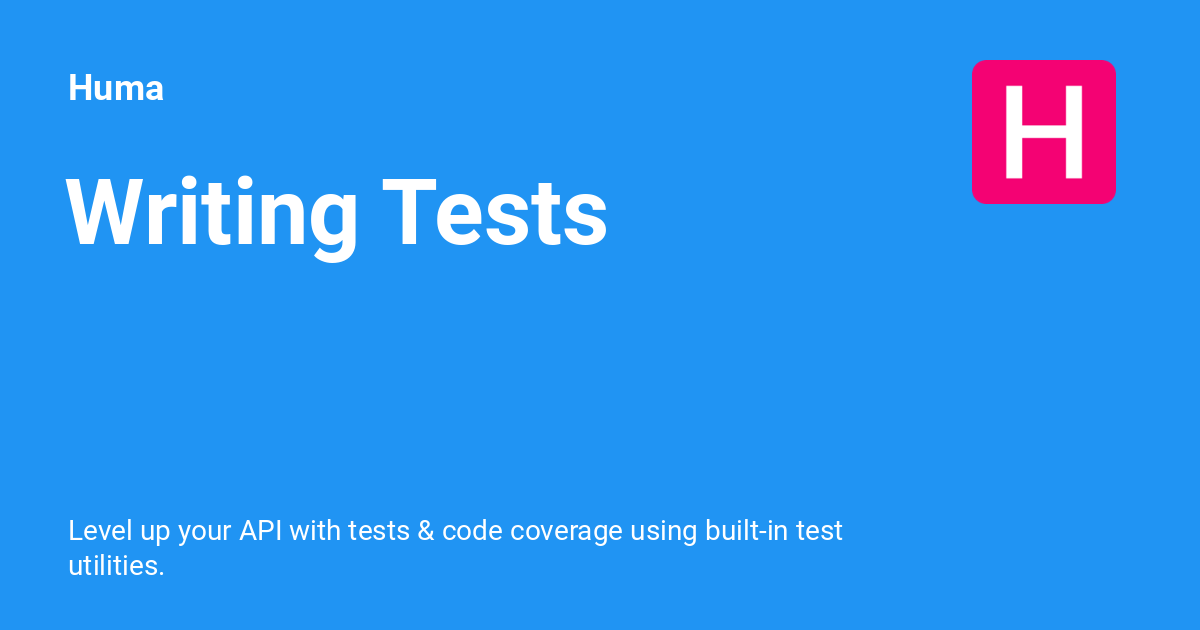 Huma
H
Writing Tests
Level up your API with tests & code coverage using built-in test
utilities.